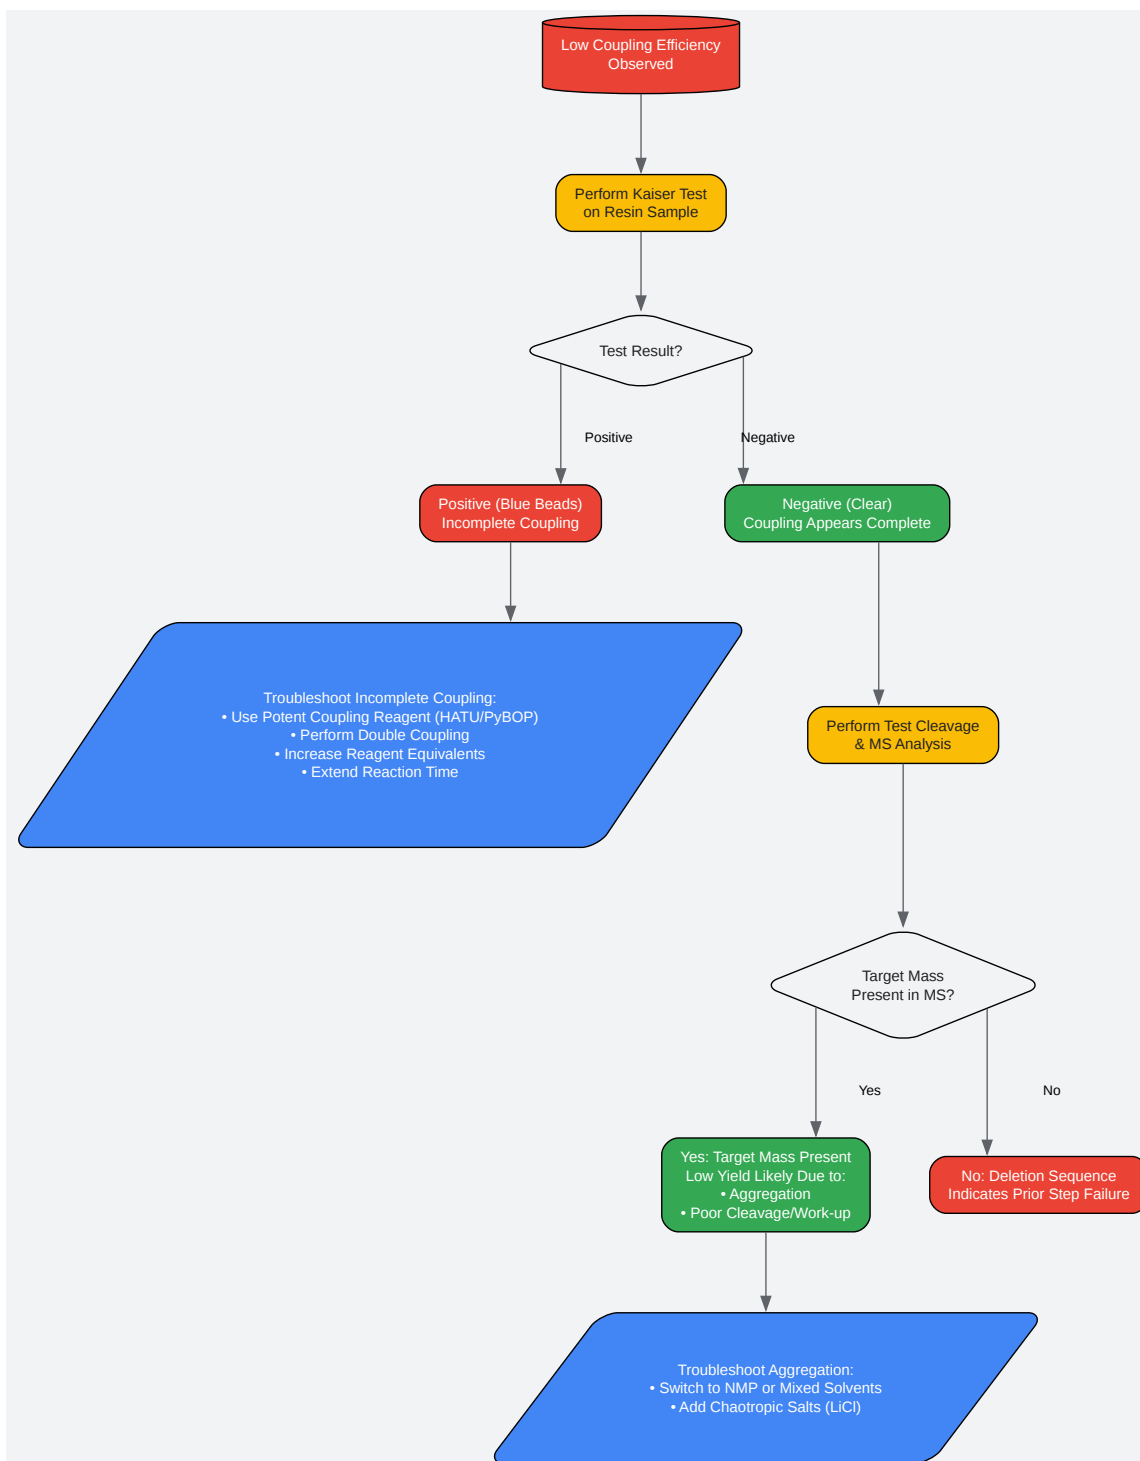 Low Coupling Efficiency
Observed
Perform Kaiser Test
on Resin Sample
Test Result?
Positive
Negative
Positive (Blue Beads)
Incomplete Coupling
Negative (Clear)
Coupling Appears Complete
Troubleshoot Incomplete Coupling:
• Use Potent Coupling Reagent (HATU/PyBOP)
• Perform Double Coupling
• Increase Reagent Equivalents
• Extend Reaction Time
Perform Test Cleavage
& MS Analysis
Target Mass
Present in MS?
Yes
No
Yes: Target Mass Present
Low Yield Likely Due to:
• Aggregation
• Poor Cleavage/Work-up
No: Deletion Sequence
Indicates Prior Step Failure
Troubleshoot Aggregation:
• Switch to NMP or Mixed Solvents
• Add Chaotropic Salts (LiCl)